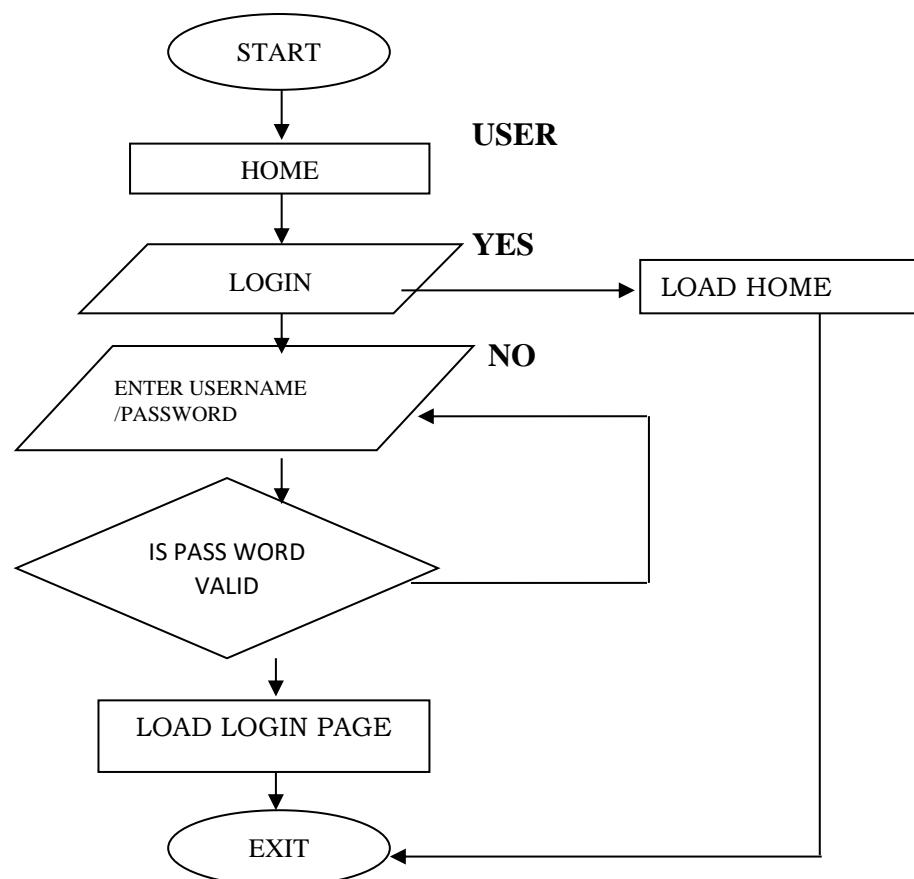 START
USER
HOME
YES
LOGIN
LOAD HOME
NO
ENTER USERNAME
/PASSWORD
IS PASS WORD
VALID
LOAD LOGIN PAGE
EXIT